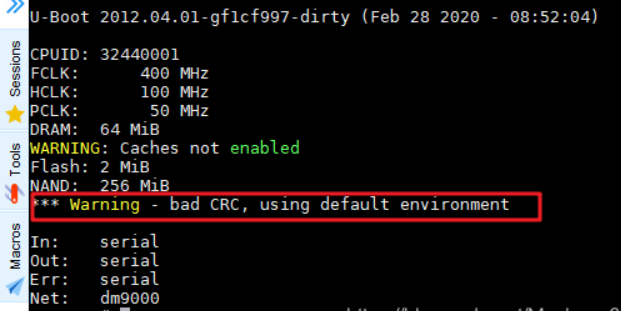 U-Boot 2012.04.01-gf1cf997-dirty (Feb 28 2020 - 08:52:04)
CPUID: 32440001
FCLK: 400 MHz
HCLK: 100 MHz
PCLK: 50 MHz
DRAM: 64 MiB
WARNING: Caches not enabled
Flash: 2 MiB
NAND: 256 MiB
*** Warning - bad CRC, using default environment
In: serial
Out: serial
Err: serial
Net: dm9000
Sessions
Tools
Macros